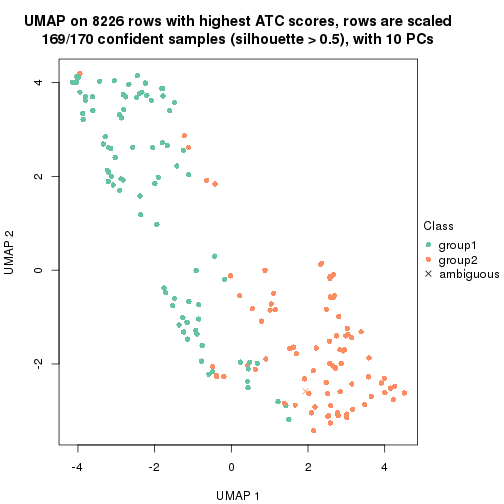 UMAP on 8226 rows with highest ATC scores, rows are scaled
169/170 confident samples (silhouette > 0.5), with 10 PCs
4
2
0
-2
UMAP 2
-4
-2
0
2
4
UMAP 1
Class
group1
group2
ambiguous